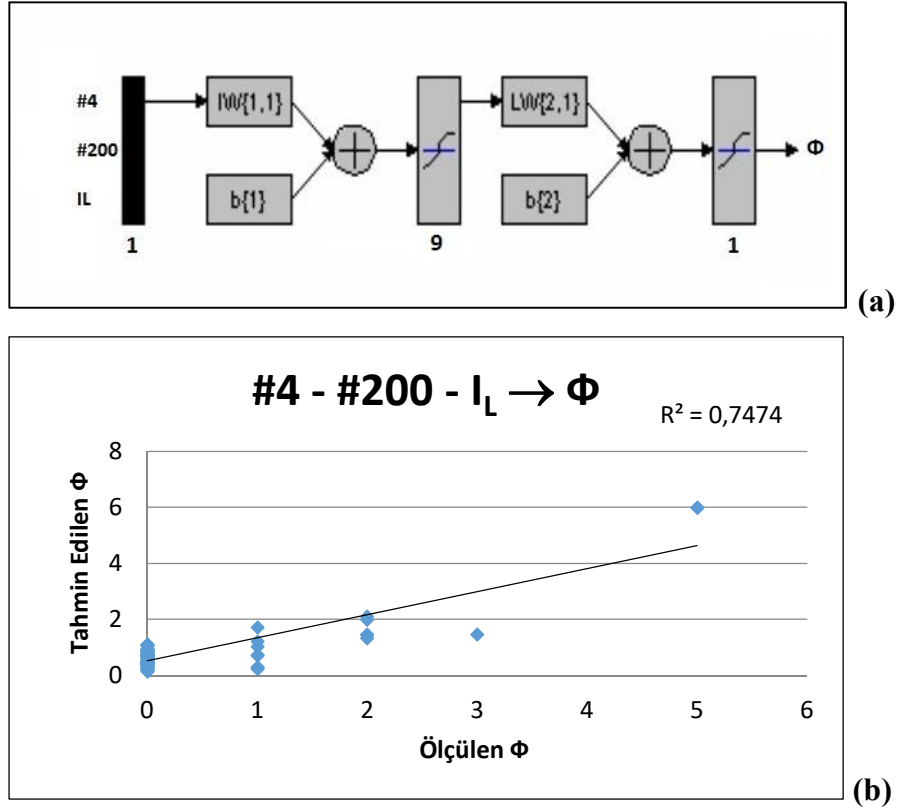 #4
#200
IL
IW{1,1}
b{1}
LW{2,1}
b{2}
Φ
1
9
1
(a)
#4 - #200 - I_L → Φ
R² = 0,7474
Tahmin Edilen Φ
8
6
4
2
0
0 1 2 3 4 5 6
Ölçülen Φ
(b)